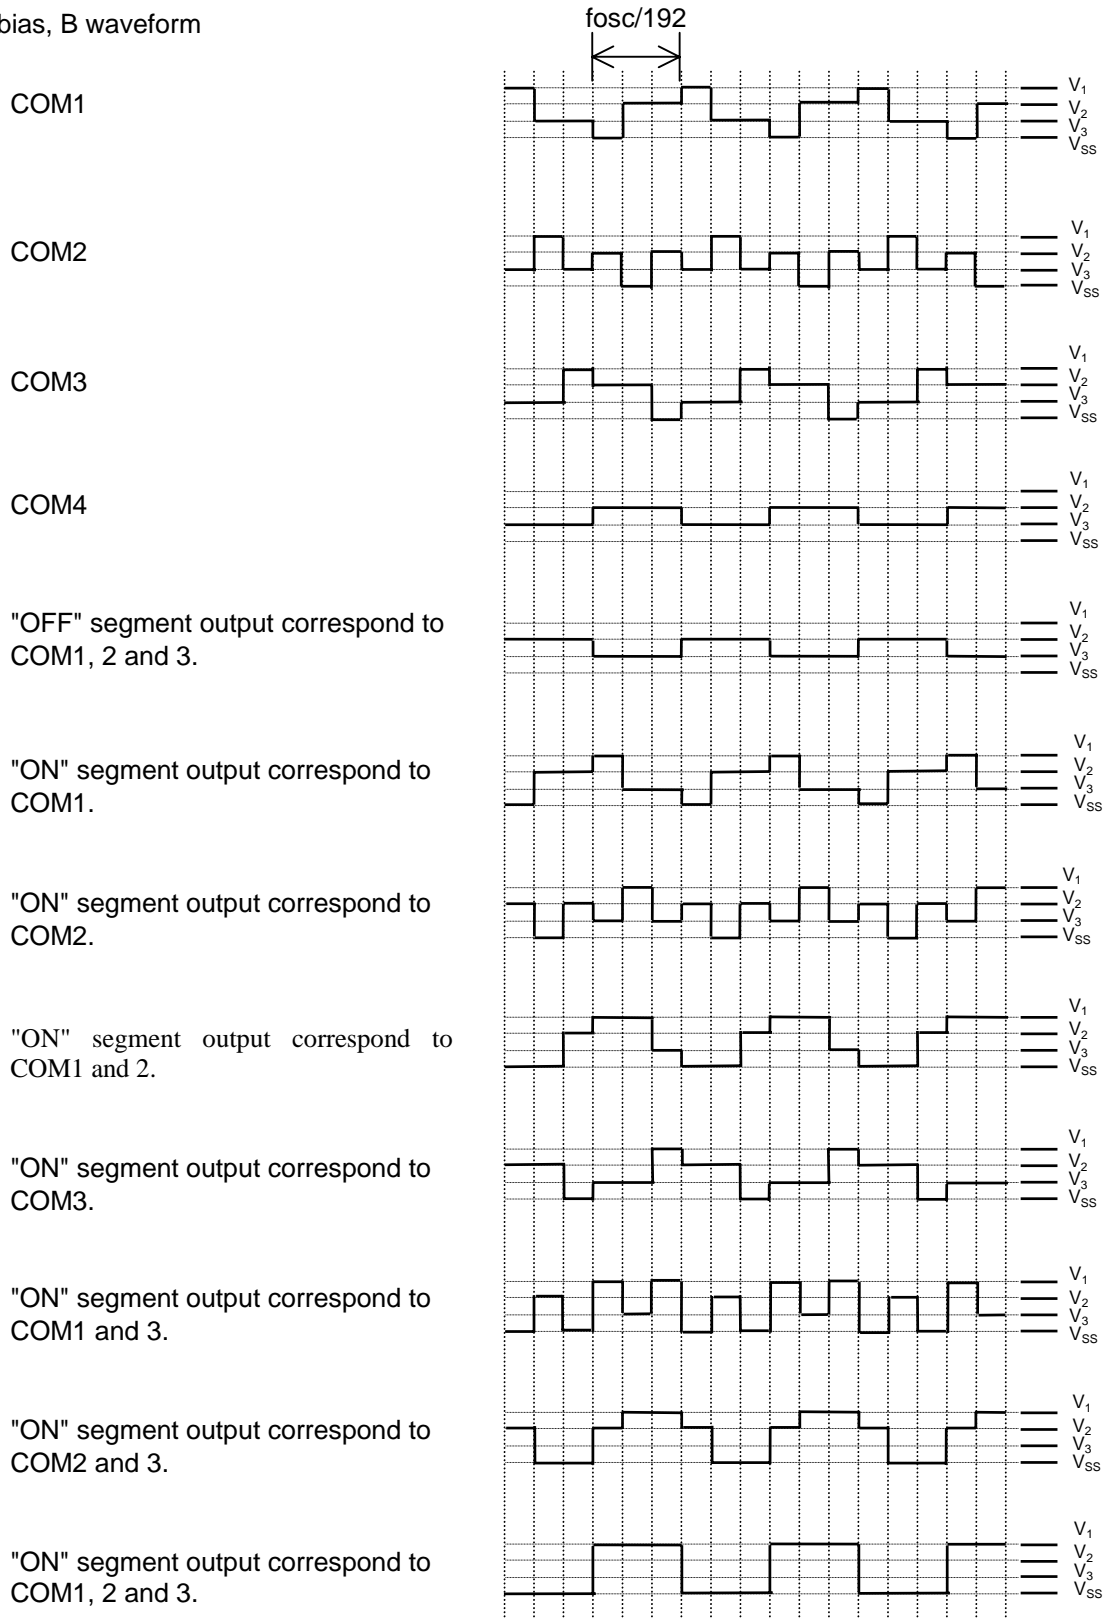 bias, B waveform
fosc/192
COM1
V1
V2
V3
VSS
COM2
V1
V2
V3
VSS
COM3
V1
V2
V3
VSS
COM4
V1
V2
V3
VSS
"OFF" segment output correspond to
COM1, 2 and 3.
V1
V2
V3
VSS
"ON" segment output correspond to
COM1.
V1
V2
V3
VSS
"ON" segment output correspond to
COM2.
V1
V2
V3
VSS
"ON" segment output correspond to
COM1 and 2.
V1
V2
V3
VSS
"ON" segment output correspond to
COM3.
V1
V2
V3
VSS
"ON" segment output correspond to
COM1 and 3.
V1
V2
V3
VSS
"ON" segment output correspond to
COM2 and 3.
V1
V2
V3
VSS
"ON" segment output correspond to
COM1, 2 and 3.
V1
V2
V3
VSS